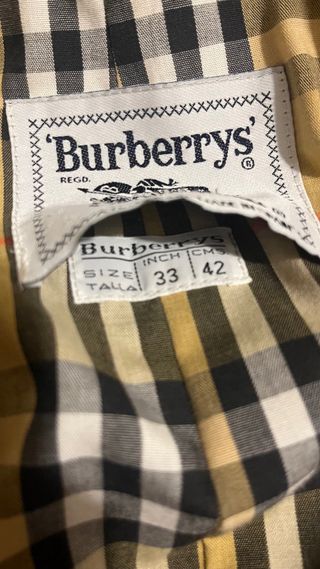 'Burberrys'
®
REGD.
Burberrys
SIZE INCH CMS
TALLA 33 42